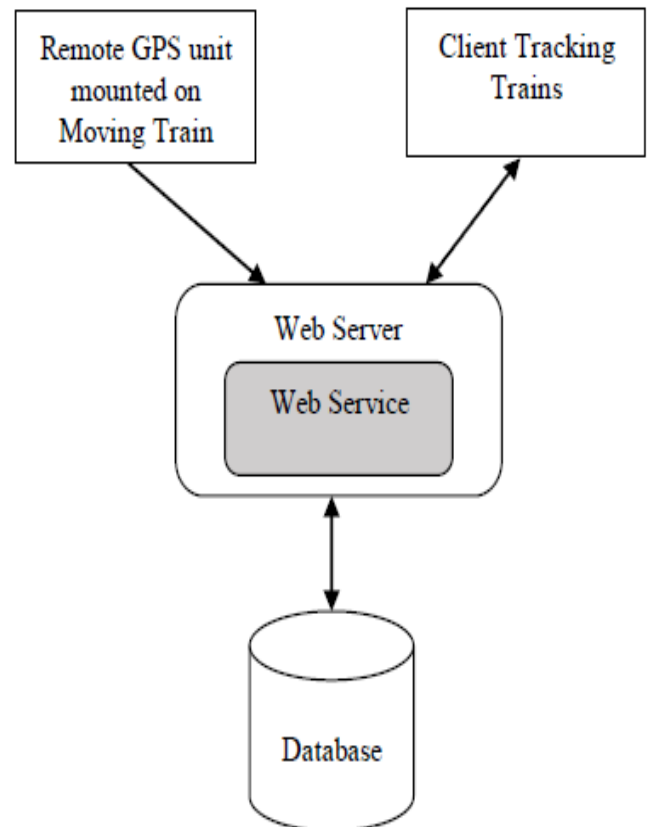 Remote GPS unit
mounted on
Moving Train
Client Tracking
Trains
Web Server
Web Service
Database